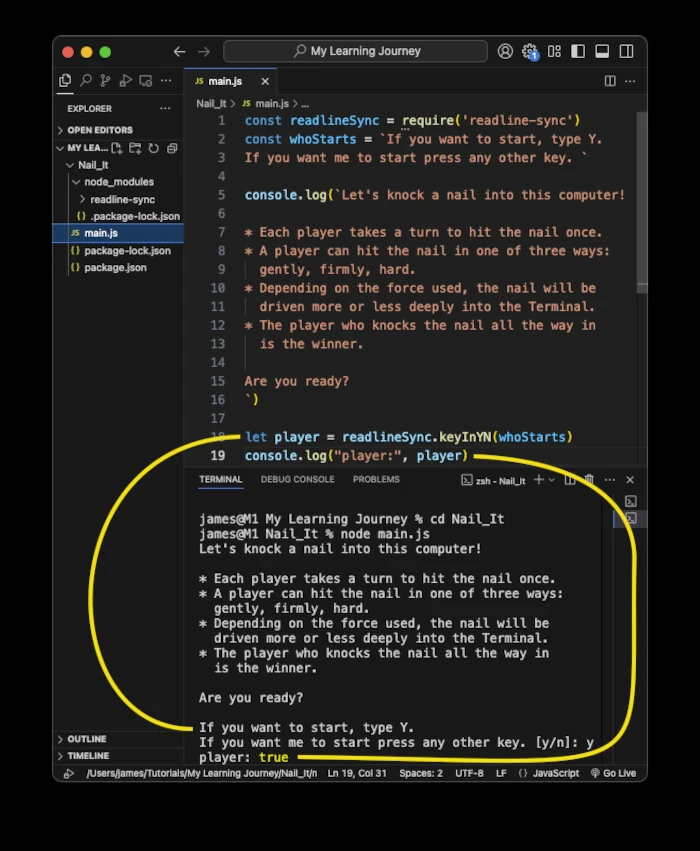 My Learning Journey
1
EXPLORER
OPEN EDITORS
MY LEA...
Nail_It
node_modules
readline-sync
{} .package-lock.json
JS main.js
{} package-lock.json
{} package.json
OUTLINE
TIMELINE
JS main.js
Nail_It > JS main.js > ...
1 const readlineSync = require('readline-sync')
2 const whoStarts = `If you want to start, type Y.
3 If you want me to start press any other key. `
4
5 console.log(`Let's knock a nail into this computer!
6
7 * Each player takes a turn to hit the nail once.
8 * A player can hit the nail in one of three ways:
9 gently, firmly, hard.
10 * Depending on the force used, the nail will be
11 driven more or less deeply into the Terminal.
12 * The player who knocks the nail all the way in
13 is the winner.
14
15 Are you ready?
16 `)
17
18 let player = readlineSync.keyInYN(whoStarts)
19 console.log("player:", player)
TERMINAL DEBUG CONSOLE PROBLEMS zsh - Nail_It
james@M1 My Learning Journey % cd Nail_It
james@M1 Nail_It % node main.js
Let's knock a nail into this computer!
* Each player takes a turn to hit the nail once.
* A player can hit the nail in one of three ways:
gently, firmly, hard.
* Depending on the force used, the nail will be
driven more or less deeply into the Terminal.
* The player who knocks the nail all the way in
is the winner.
Are you ready?
If you want to start, type Y.
If you want me to start press any other key. [y/n]: y
player: true
/Users/james/Tutorials/My Learning Journey/Nail_It/n Ln 19, Col 31 Spaces: 2 UTF-8 LF {} JavaScript Go Live